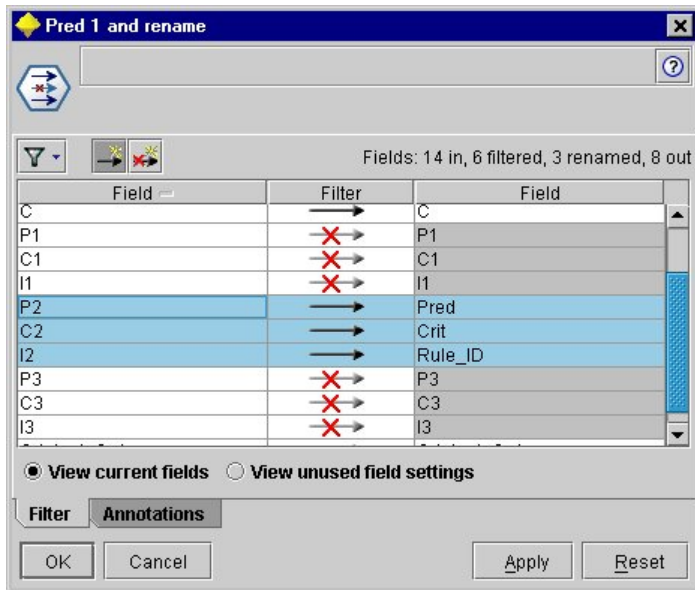 Pred 1 and rename
Fields: 14 in, 6 filtered, 3 renamed, 8 out
Field Filter Field
C C
P1 P1
C1 C1
I1 I1
P2 Pred
C2 Crit
I2 Rule_ID
P3 P3
C3 C3
I3 I3
View current fields View unused field settings
Filter Annotations
OK Cancel Apply Reset